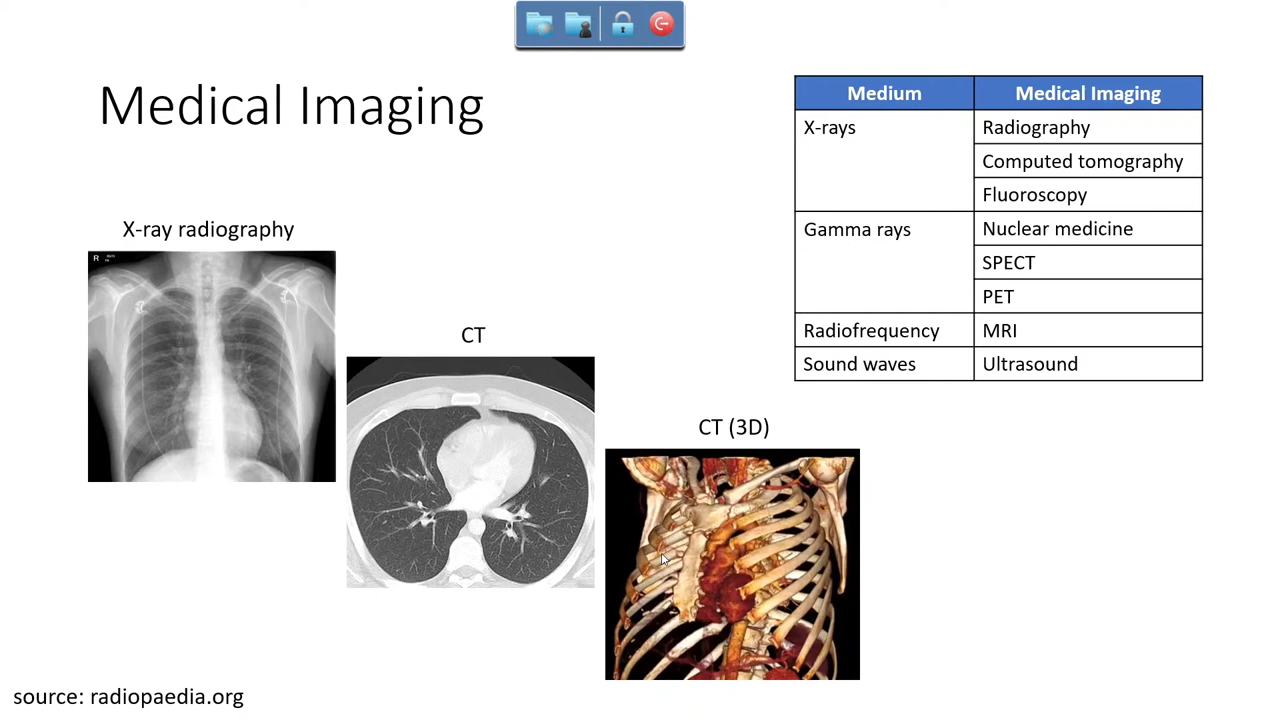 Medical Imaging
Medium Medical Imaging
X-rays Radiography
Computed tomography
Fluoroscopy
Gamma rays Nuclear medicine
SPECT
PET
Radiofrequency MRI
Sound waves Ultrasound
X-ray radiography
R
CT
CT (3D)
source: radiopaedia.org